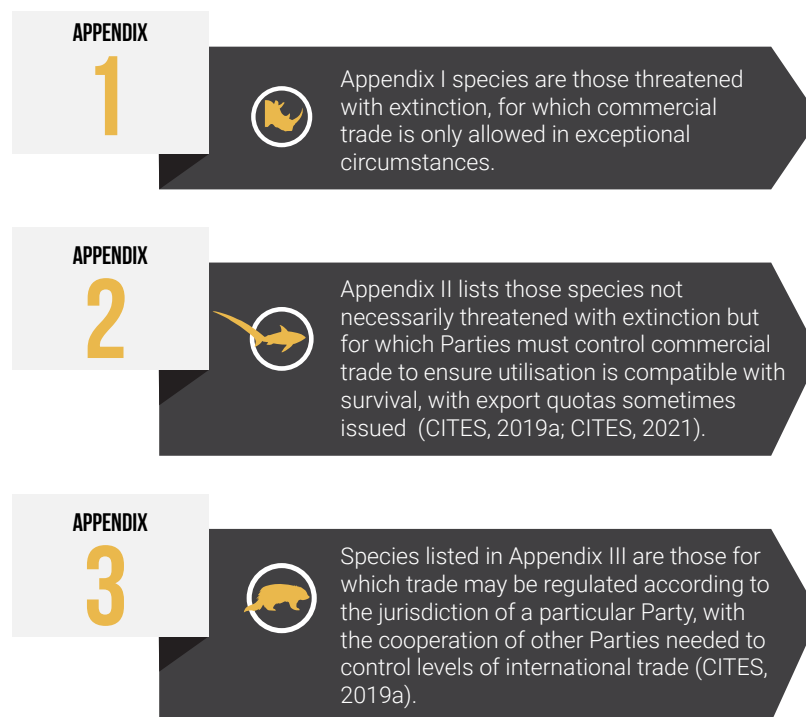 APPENDIX
1
Appendix I species are those threatened
with extinction, for which commercial
trade is only allowed in exceptional
circumstances.
APPENDIX
2
Appendix II lists those species not
necessarily threatened with extinction but
for which Parties must control commercial
trade to ensure utilisation is compatible with
survival, with export quotas sometimes
issued  (CITES, 2019a; CITES, 2021).
APPENDIX
3
Species listed in Appendix III are those for
which trade may be regulated according to
the jurisdiction of a particular Party, with
the cooperation of other Parties needed to
control levels of international trade (CITES,
2019a).